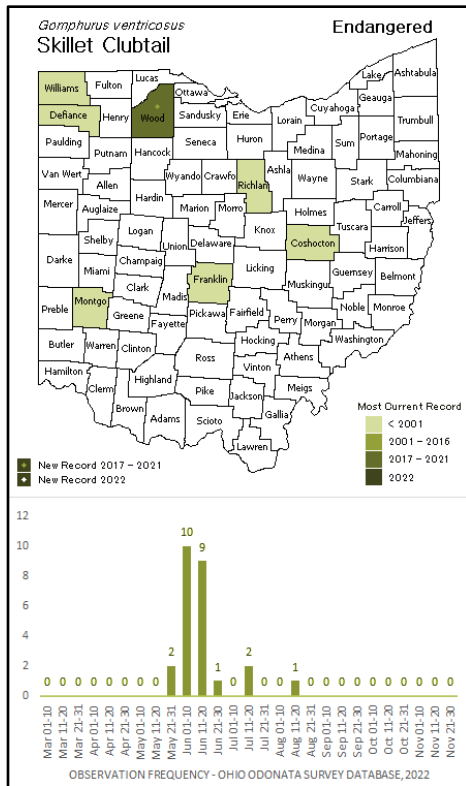 Gomphurus ventricosus
Skillet Clubtail
Endangered
Williams
Fulton
Lucas
Ottawa
Lake
Ashtabula
Geauga
Defiance
Henry
Wood
Sandusky
Erie
Lorain
Cuyahoga
Trumbull
Paulding
Putnam
Hancock
Seneca
Huron
Medina
Sum
Portage
Mahoning
Van Wert
Allen
Wyando
Crawfo
Richlan
Ashla
Wayne
Stark
Columbiana
Mercer
Auglaize
Hardin
Marion
Morro
Holmes
Carroll
Jeffers
Shelby
Logan
Union
Delaware
Knox
Coshocton
Tuscara
Harrison
Darke
Miami
Champaig
Clark
Madis
Franklin
Licking
Muskingu
Guernsey
Belmont
Preble
Montgo
Greene
Fayette
Pickawa
Fairfield
Perry
Morgan
Noble
Monroe
Washington
Butler
Warren
Clinton
Ross
Hocking
Athens
Hamilton
Clerm
Highland
Vinton
Meigs
Brown
Adams
Pike
Scioto
Jackson
Gallia
Lawren
New Record 2017 – 2021
New Record 2022
Most Current Record
< 2001
2001 – 2016
2017 – 2021
2022
12
10
8
6
4
2
0
0 0 0 0 0 0 0 0 2 10 9 1 0 2 0 0 1 0 0 0 0 0 0 0 0 0 0
Mar 01-10
Mar 11-20
Mar 21-31
Apr 01-10
Apr 11-20
Apr 21-30
May 01-10
May 11-20
May 21-31
Jun 01-10
Jun 11-20
Jun 21-30
Jul 01-10
Jul 11-20
Jul 21-31
Aug 01-10
Aug 11-20
Aug 21-31
Sep 01-10
Sep 11-20
Sep 21-30
Oct 01-10
Oct 11-20
Oct 21-31
Nov 01-10
Nov 11-20
Nov 21-30
OBSERVATION FREQUENCY - OHIO ODONATA SURVEY DATABASE, 2022